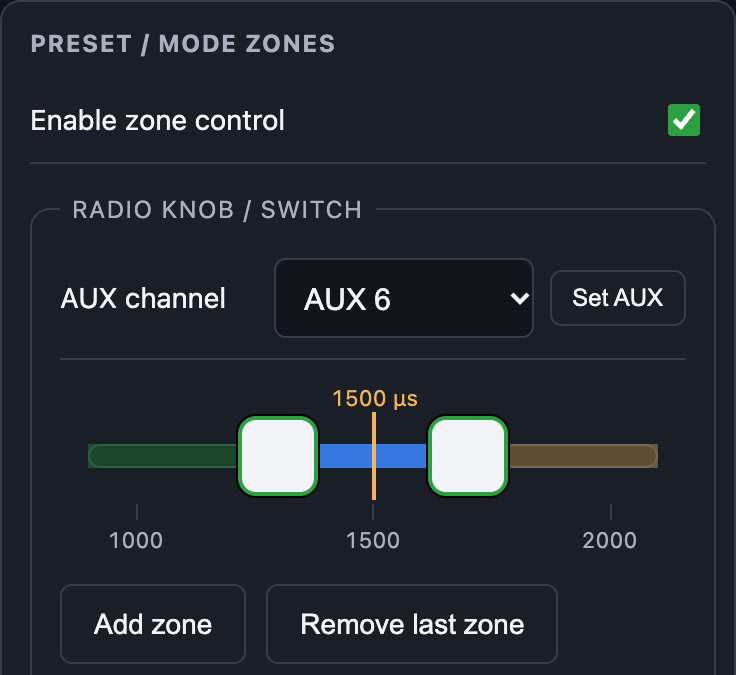 PRESET / MODE ZONES
Enable zone control
RADIO KNOB / SWITCH
AUX channel AUX 6 Set AUX
1500 µs
1000 1500 2000
Add zone Remove last zone